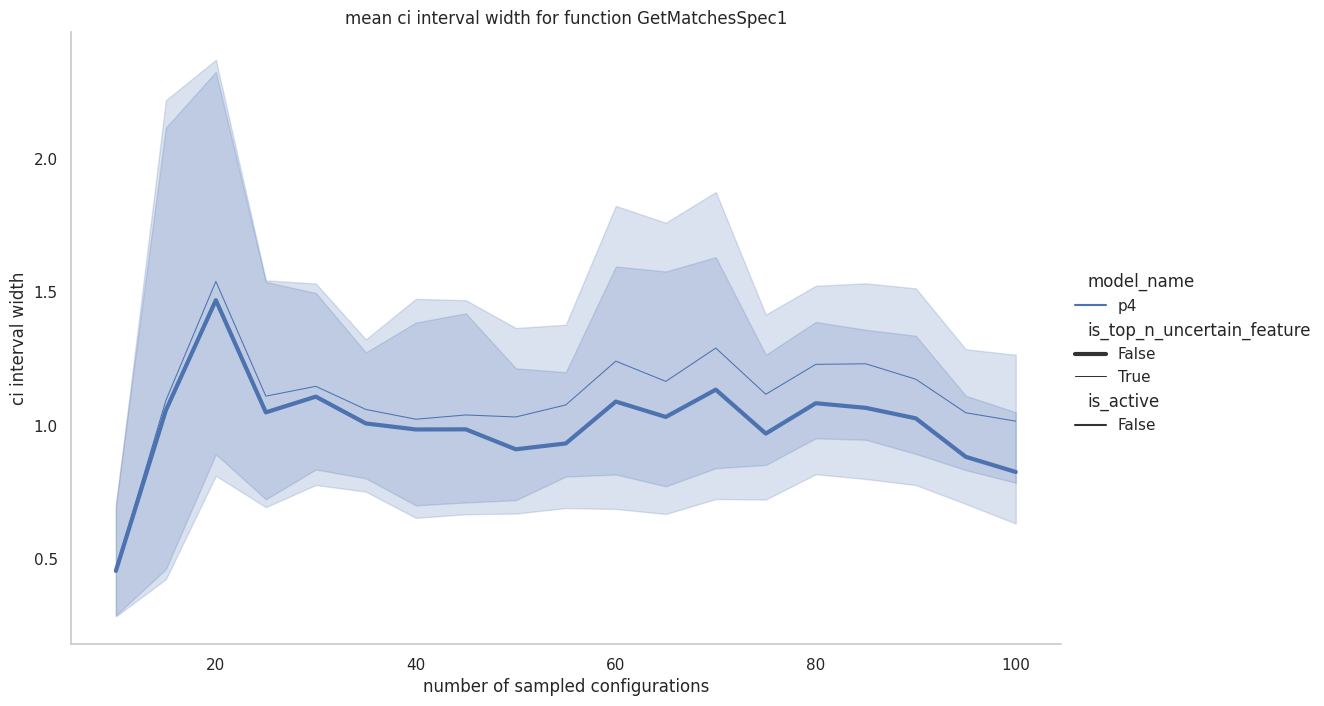 mean ci interval width for function GetMatchesSpec1
ci interval width
2.0
1.5
1.0
0.5
20
40
60
80
100
number of sampled configurations
model_name
p4
is_top_n_uncertain_feature
False
True
is_active
False